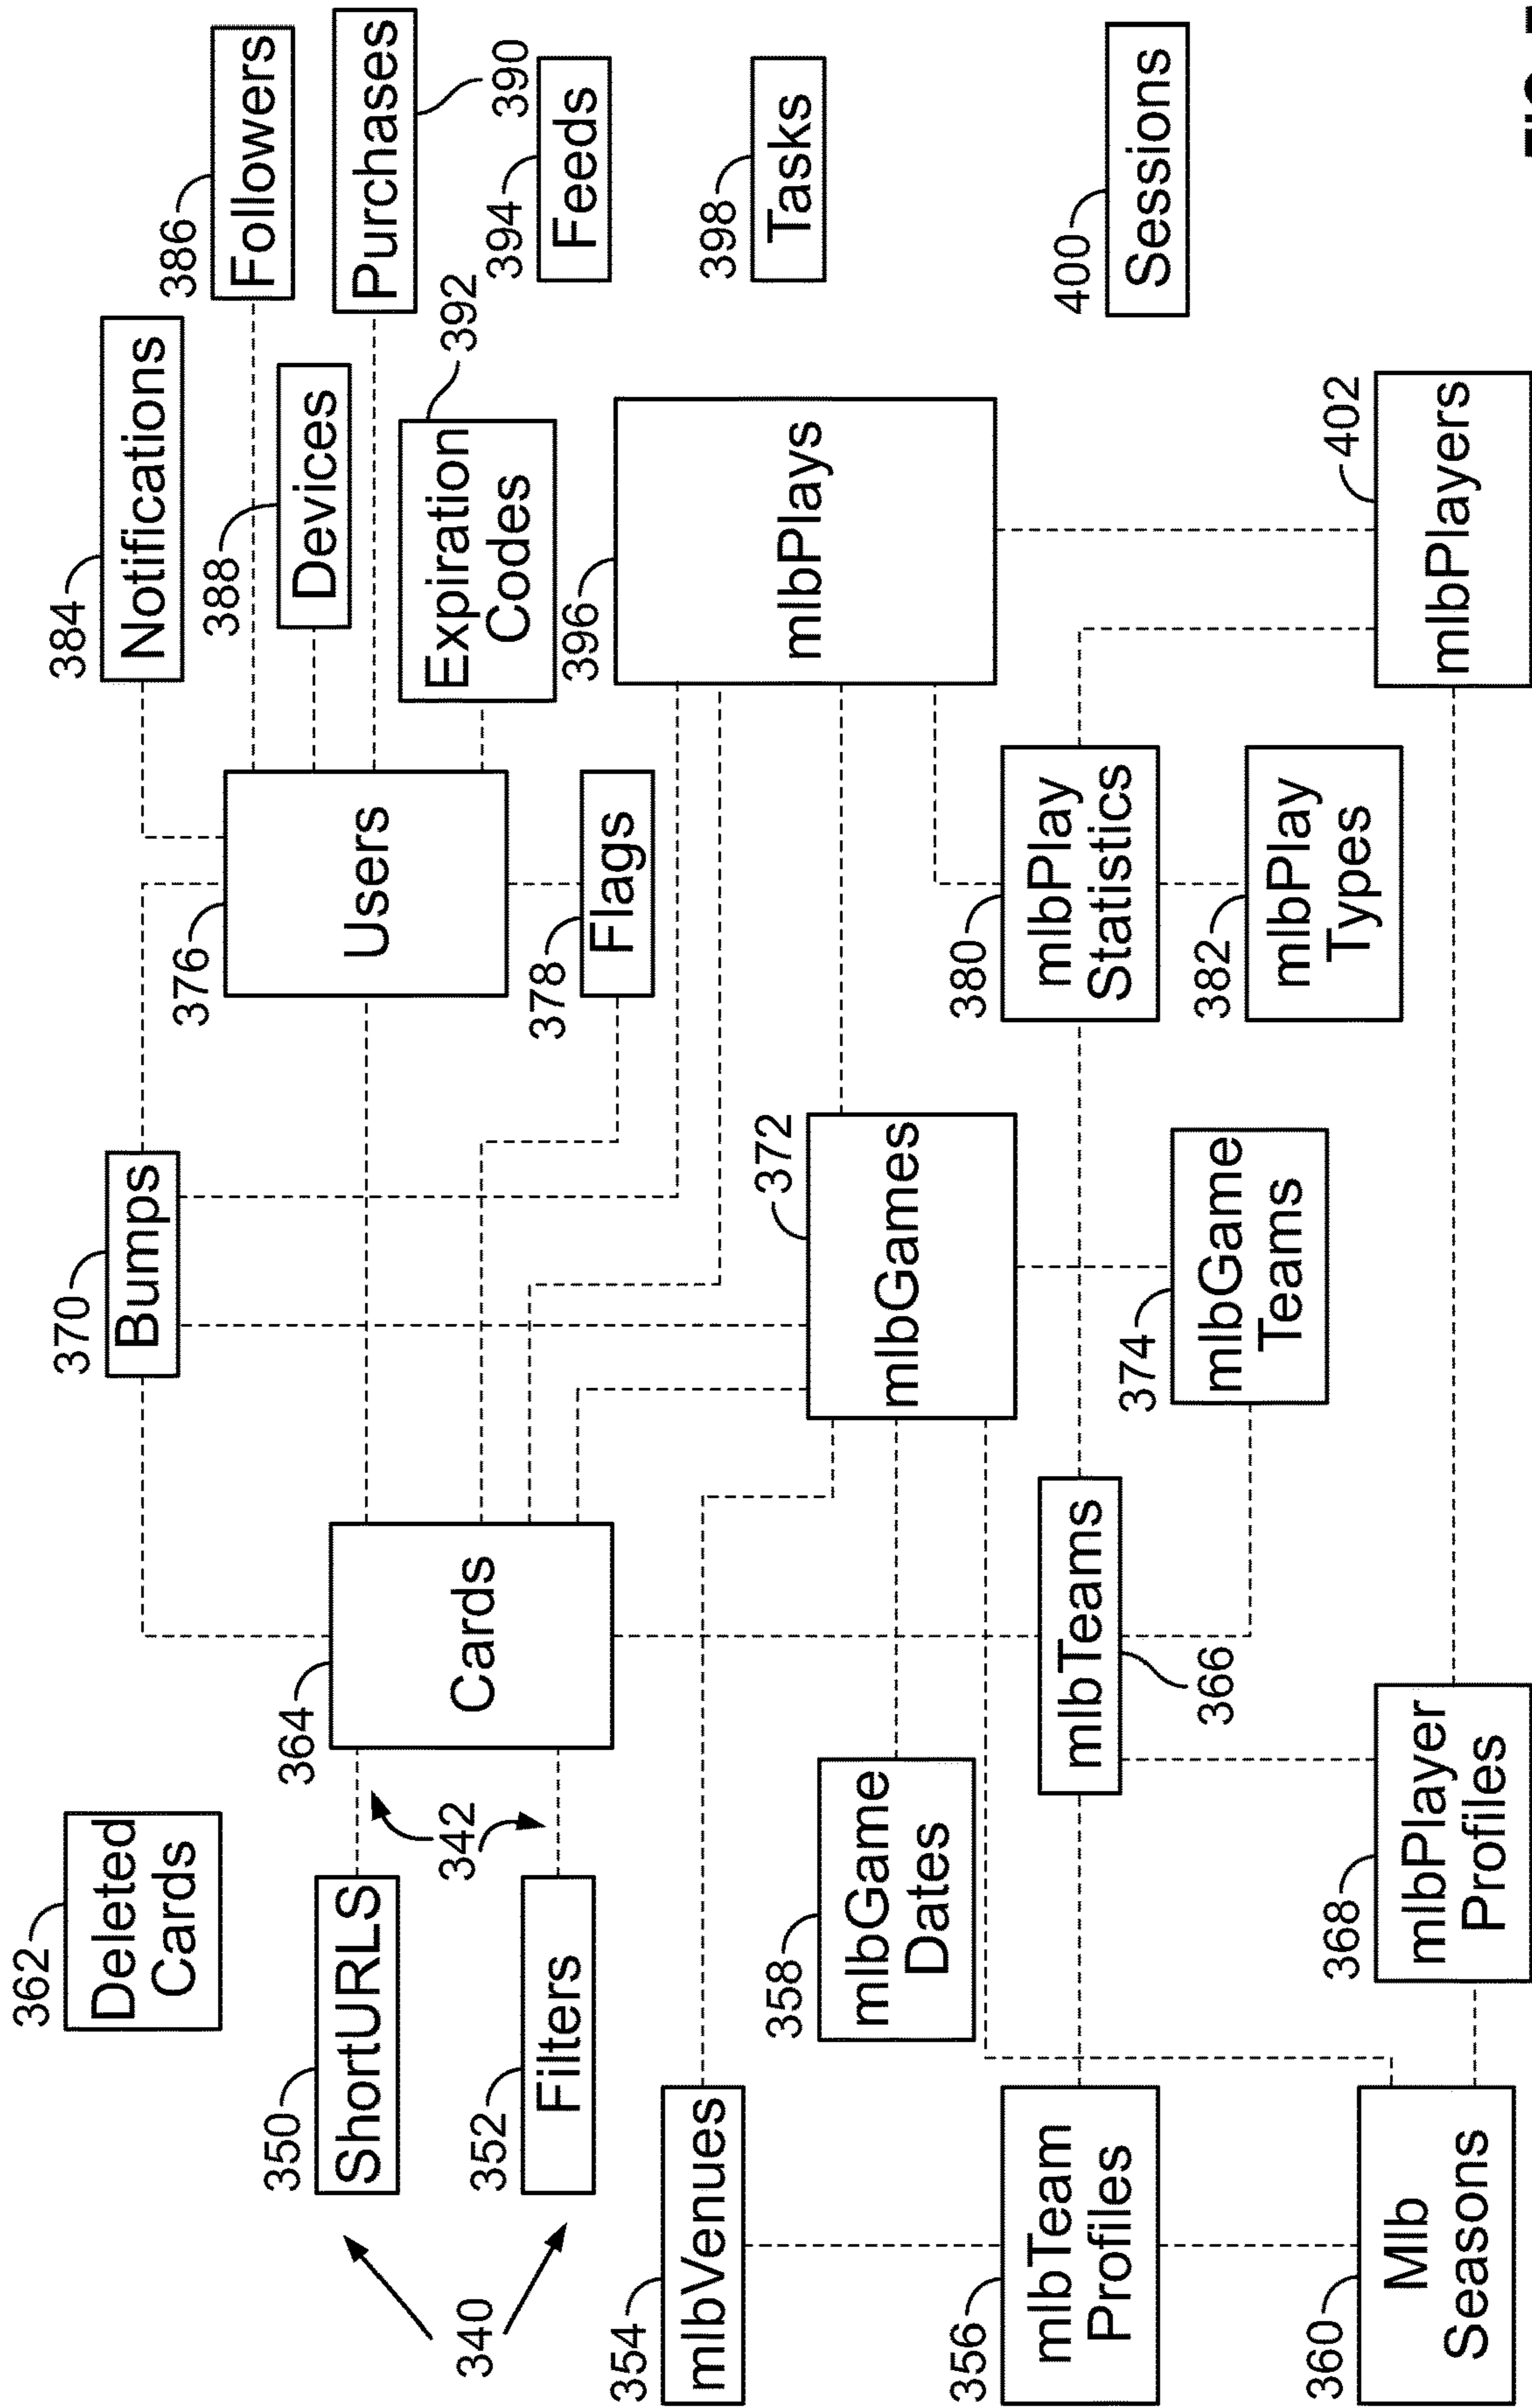 362
Deleted
Cards
350
ShortURLS
352
Filters
340
342
364
Cards
370
Bumps
376
Users
378
Flags
384
Notifications
386
Followers
388
Devices
Purchases
390
Expiration
Codes
392
394
Feeds
398
Tasks
400
Sessions
354
mlbVenues
356
mlbTeam
Profiles
360
Mlb
Seasons
358
mlbGame
Dates
mlbTeams
366
368
mlbPlayer
Profiles
372
mlbGames
374
mlbGame
Teams
396
mlbPlays
380
mlbPlay
Statistics
382
mlbPlay
Types
402
mlbPlayers